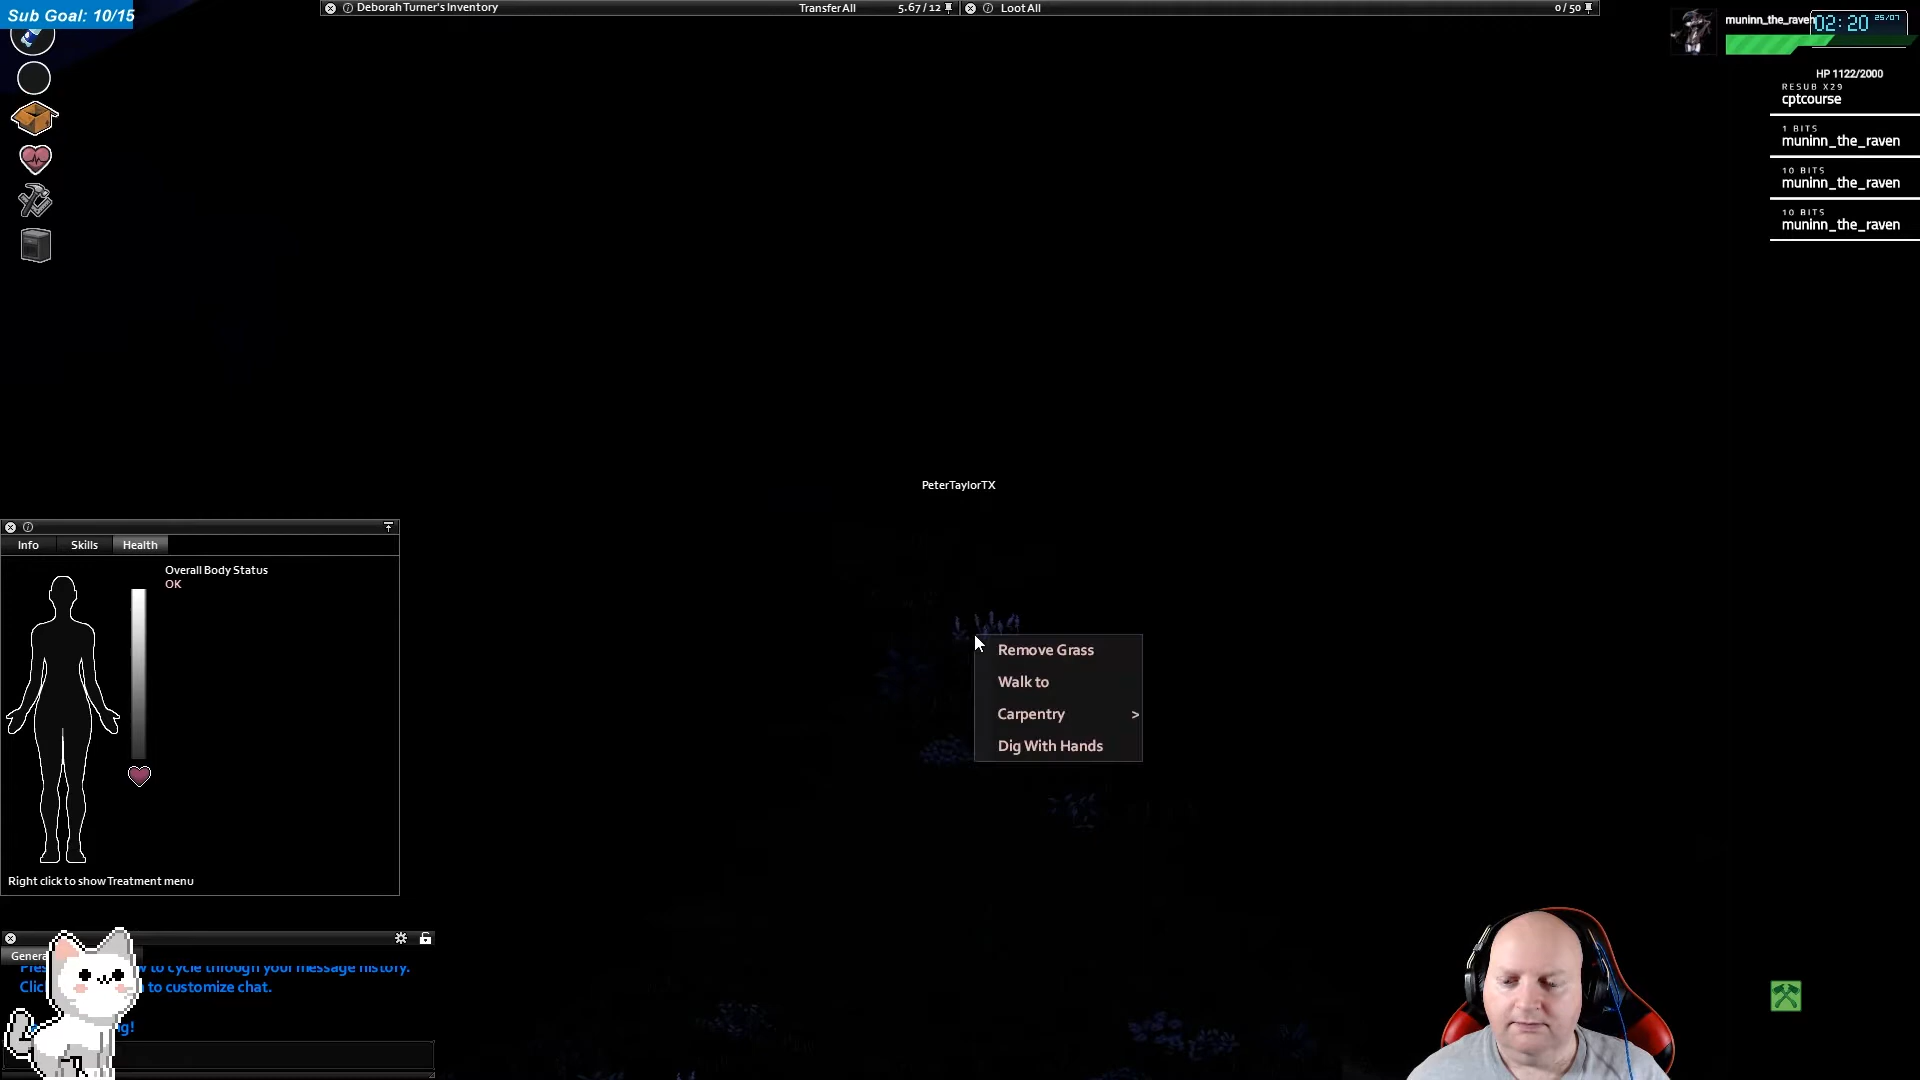 Sub Goal: 10/15
Deborah Turner's Inventory
Transfer All
5.67 / 12
Loot All
0 / 50
muninn_the_raven
02:20
25/07
HP 1122/2000
RESUB X29
cptcourse
1 BITS
muninn_the_raven
10 BITS
muninn_the_raven
10 BITS
muninn_the_raven
PeterTaylorTX
Info
Skills
Health
Overall Body Status
OK
Remove Grass
Walk to
Carpentry >
Dig With Hands
Right click to show Treatment menu
to cycle through your message history.
to customize chat.